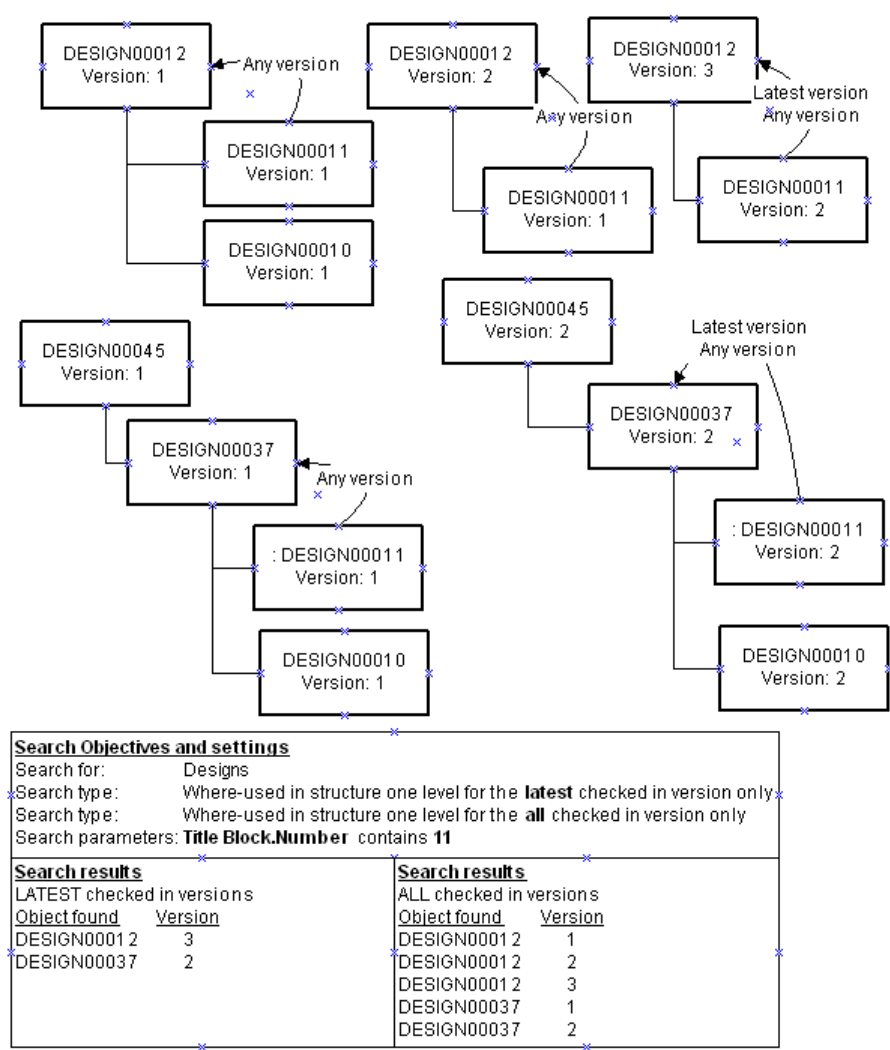 DESIGN00012
Version: 1
Any version
DESIGN00011
Version: 1
DESIGN00010
Version: 1
DESIGN00012
Version: 2
Any version
DESIGN00011
Version: 1
DESIGN00012
Version: 3
Latest version
Any version
DESIGN00011
Version: 2
DESIGN00045
Version: 1
DESIGN00037
Version: 1
Any version
: DESIGN00011
Version: 1
DESIGN00010
Version: 1
DESIGN00045
Version: 2
Latest version
Any version
DESIGN00037
Version: 2
: DESIGN00011
Version: 2
DESIGN00010
Version: 2
Search Objectives and settings
Search for: Designs
Search type: Where-used in structure one level for the latest checked in version only
Search type: Where-used in structure one level for the all checked in version only
Search parameters: Title Block.Number contains 11
Search results
LATEST checked in versions
Object found Version
DESIGN00012 3
DESIGN00037 2
Search results
ALL checked in versions
Object found Version
DESIGN00012 1
DESIGN00012 2
DESIGN00012 3
DESIGN00037 1
DESIGN00037 2